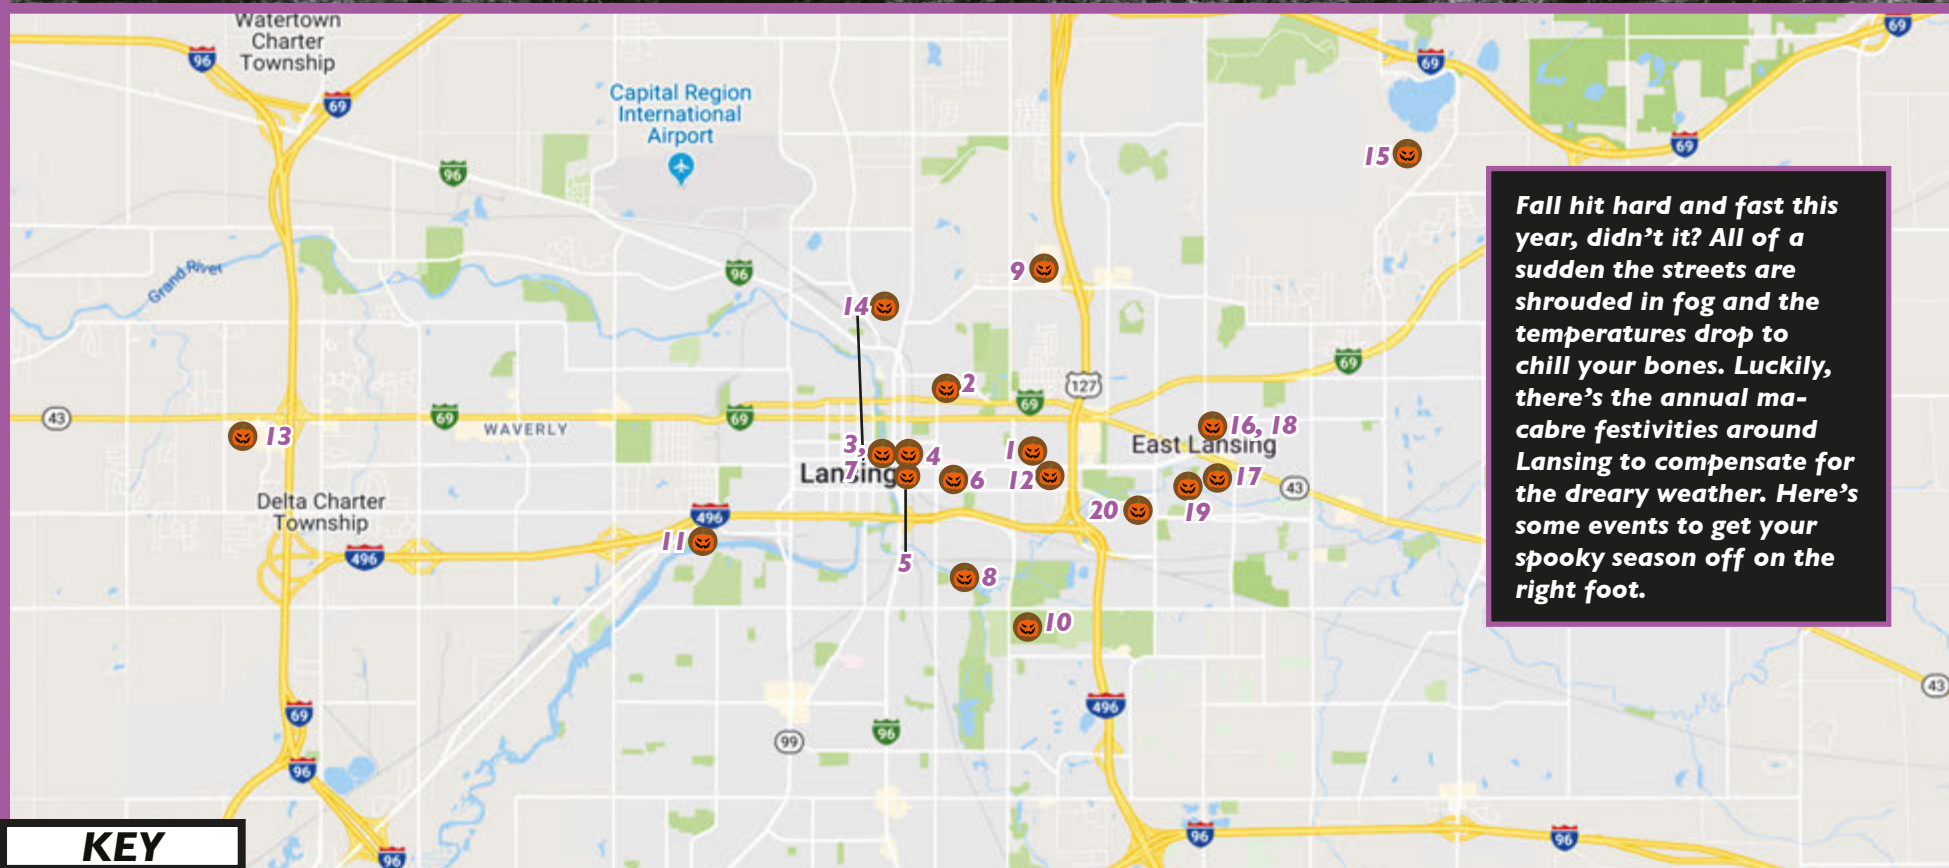 Watertown
Charter
Township
96
69
Capital Region
International
Airport
96
69
69
69
15
Fall hit hard and fast this
year, didn't it? All of a
sudden the streets are
shrouded in fog and the
temperatures drop to
chill your bones. Luckily,
there's the annual ma-
cabre festivities around
Lansing to compensate for
the dreary weather. Here's
some events to get your
spooky season off on the
right foot.
Grand River
96
9
14
69
2
127
69
43
69
69
WAVERLY
13
3,
7
4
Lansing
6
1
12
16, 18
East Lansing
17
43
19
20
Delta Charter
Township
496
11
496
5
8
10
69
496
43
99
96
96
96
96
96
KEY